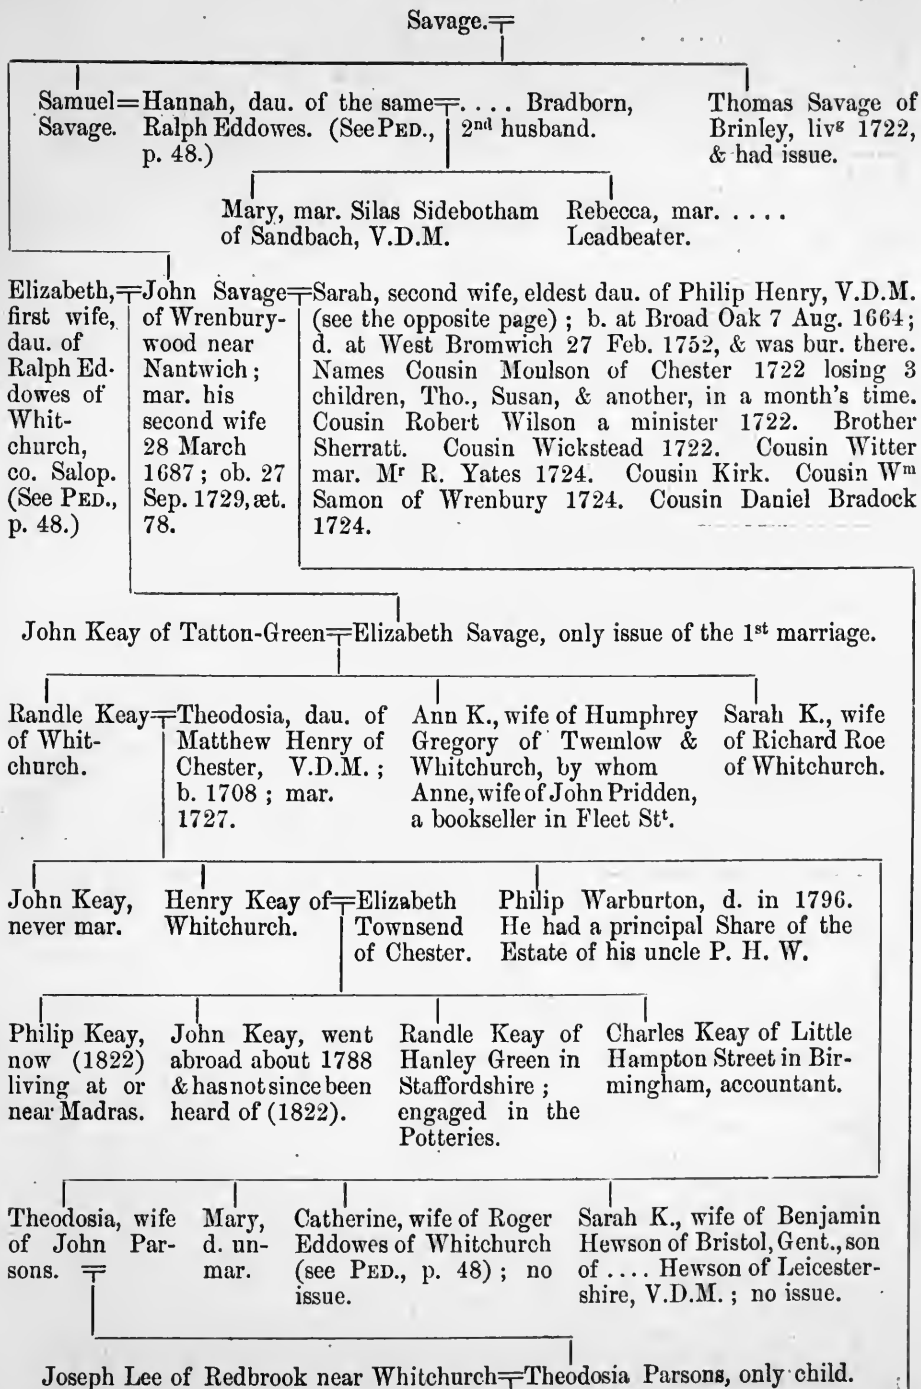 Savage.
Samuel = Hannah, dau. of the same = .... Bradborn,
Savage. Ralph Eddowes. (See PED., 2nd husband.
p. 48.)
Thomas Savage of
Brinley, livg 1722,
& had issue.
Mary, mar. Silas Sidebotham
of Sandbach, V.D.M.
Rebecca, mar. .....
Leadbeater.
Elizabeth,
first wife,
dau. of
Ralph Ed-
dowes of
Whit-
church,
co. Salop.
(See PED.,
p. 48.)
John Savage
of Wrenbury-
wood near
Nantwich;
mar. his
second wife
28 March
1687; ob. 27
Sep. 1729, æt.
78.
Sarah, second wife, eldest dau. of Philip Henry, V.D.M.
(see the opposite page); b. at Broad Oak 7 Aug. 1664;
d. at West Bromwich 27 Feb. 1752, & was bur. there.
Names Cousin Moulson of Chester 1722 losing 3
children, Tho., Susan, & another, in a month's time.
Cousin Robert Wilson a minister 1722. Brother
Sherratt. Cousin Wickstead 1722. Cousin Witter
mar. Mr R. Yates 1724. Cousin Kirk. Cousin Wm
Samon of Wrenbury 1724. Cousin Daniel Bradock
1724.
John Keay of Tatton-Green = Elizabeth Savage, only issue of the 1st marriage.
Randle Keay
of Whit-
church.
Theodosia, dau. of
Matthew Henry of
Chester, V.D.M.;
b. 1708; mar.
1727.
Ann K., wife of Humphrey
Gregory of Twemlow &
Whitchurch, by whom
Anne, wife of John Pridden,
a bookseller in Fleet Stt.
Sarah K., wife
of Richard Roe
of Whitchurch.
John Keay,
never mar.
Henry Keay of
Whitchurch.
Elizabeth
Townsend
of Chester.
Philip Warburton, d. in 1796.
He had a principal Share of the
Estate of his uncle P. H. W.
Philip Keay,
now (1822)
living at or
near Madras.
John Keay, went
abroad about 1788
& has not since been
heard of (1822).
Randle Keay of
Hanley Green in
Staffordshire;
engaged in the
Potteries.
Charles Keay of Little
Hampton Street in Bir-
mingham, accountant.
Theodosia, wife
of John Par-
sons.
Mary,
d. un-
mar.
Catherine, wife of Roger
Eddowes of Whitchurch
(see PED., p. 48); no
issue.
Sarah K., wife of Benjamin
Hewson of Bristol, Gent., son
of .... Hewson of Leicester-
shire, V.D.M.; no issue.
Joseph Lee of Redbrook near Whitchurch = Theodosia Parsons, only child.